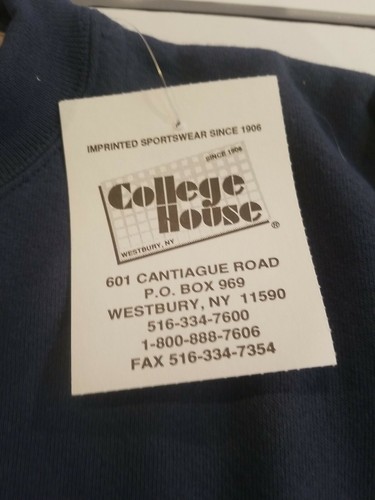 IMPRINTED SPORTSWEAR SINCE 1906
SINCE 1906
College
House®
WESTBURY, NY
601 CANTIAGUE ROAD
P.O. BOX 969
WESTBURY, NY 11590
516-334-7600
1-800-888-7606
FAX 516-334-7354